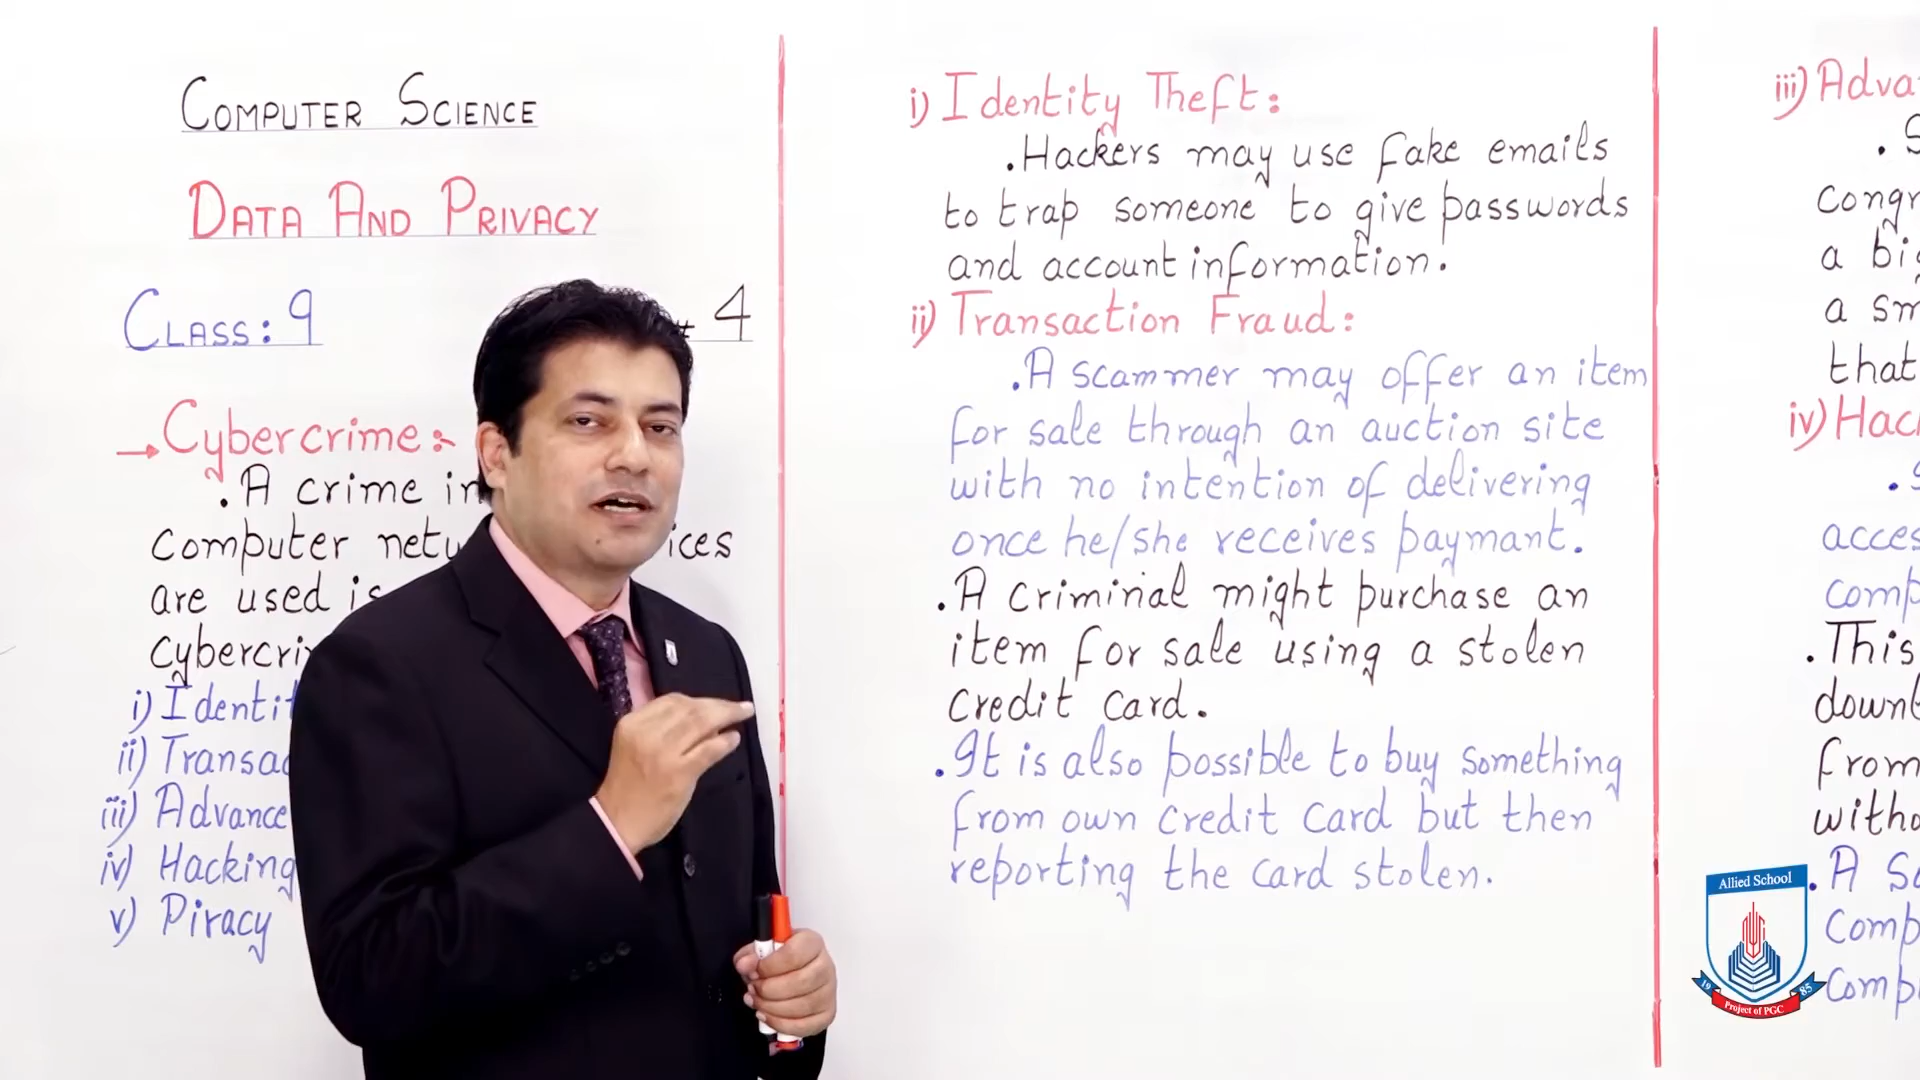 COMPUTER SCIENCE
DATA AND PRIVACY
CLASS: 9 # 4
→ Cybercrime:-
. A crime in
computer ices
are used is
i) Identit
ii) Transac
iii) Advance
iv) Hacking
v) Piracy
i) Identity Theft:
. Hackers may use fake emails
to trap someone to give passwords
and account information.
ii) Transaction Fraud:
. A scammer may offer an item
for sale through an auction site
with no intention of delivering
once he/she receives paymant.
. A criminal might purchase an
item for sale using a stolen
credit card.
. It is also possible to buy something
from own credit card but then
reporting the card stolen.
iii) Adva
. S
congr
a big
a sm
that
iv) Hack
. S
acces
comp
. This
downl
from
witho
. A So
Comp
Comp
Allied School
1985
Project of PGC